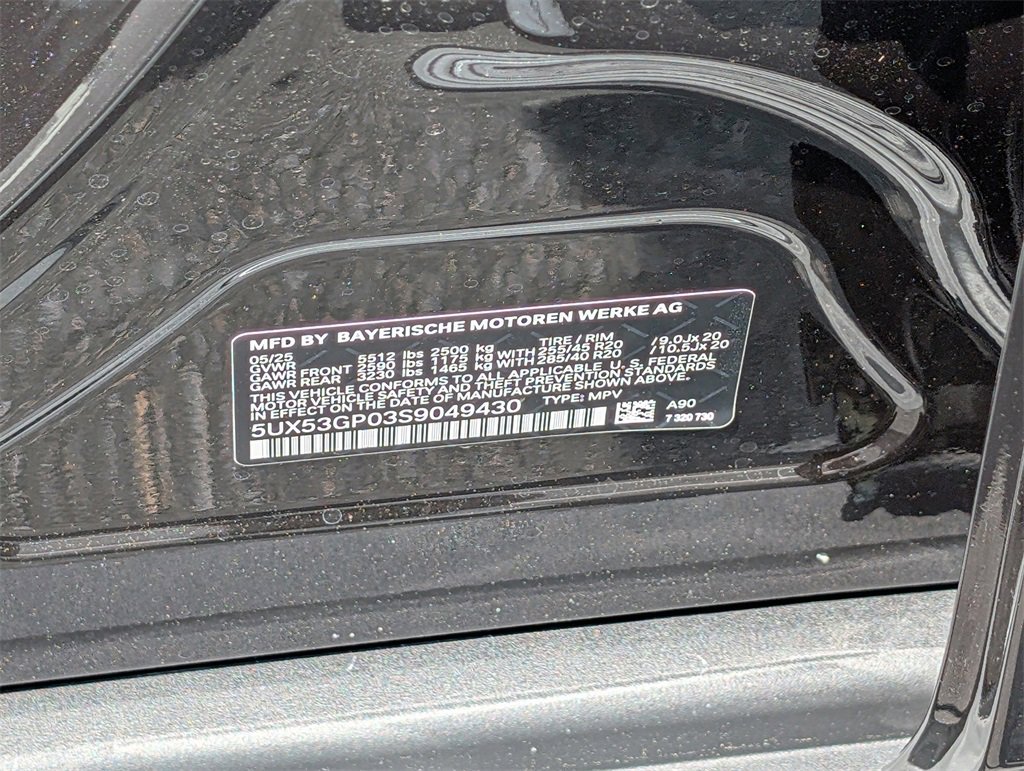 MFD BY BAYERISCHE MOTOREN WERKE AG
05/25 TIRE / RIM
GVWR 5512 lbs 2500 kg
GAWR FRONT 2590 lbs 1175 kg WITH 255/45 R20 /9.0Jx20
GAWR REAR 3230 lbs 1465 kg WITH 285/40 R20 /10.5Jx20
THIS VEHICLE CONFORMS TO ALL APPLICABLE U.S. FEDERAL
MOTOR VEHICLE SAFETY AND THEFT PREVENTION STANDARDS
IN EFFECT ON THE DATE OF MANUFACTURE SHOWN ABOVE.
5UX53GP03S9049430 TYPE: MPV
A90
7 320 730